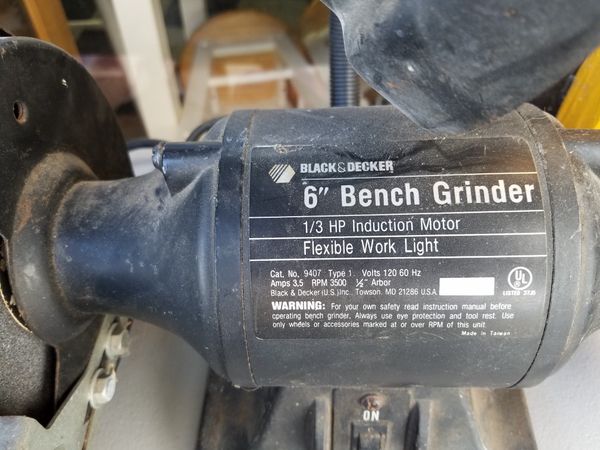 BLACK&DECKER
6" Bench Grinder
1/3 HP Induction Motor
Flexible Work Light
Cat. No. 9407 Type 1 Volts 120 60 Hz
Amps 3.5 RPM 3500 ½" Arbor
Black & Decker (U.S.) Inc. Towson, MD 21286 U.S.A.
UL
LISTED
WARNING: For your own safety read instruction manual before
operating bench grinder. Always use eye protection and tool rest. Use
only wheels or accessories marked at or over RPM of this unit.
Made in Taiwan
ON